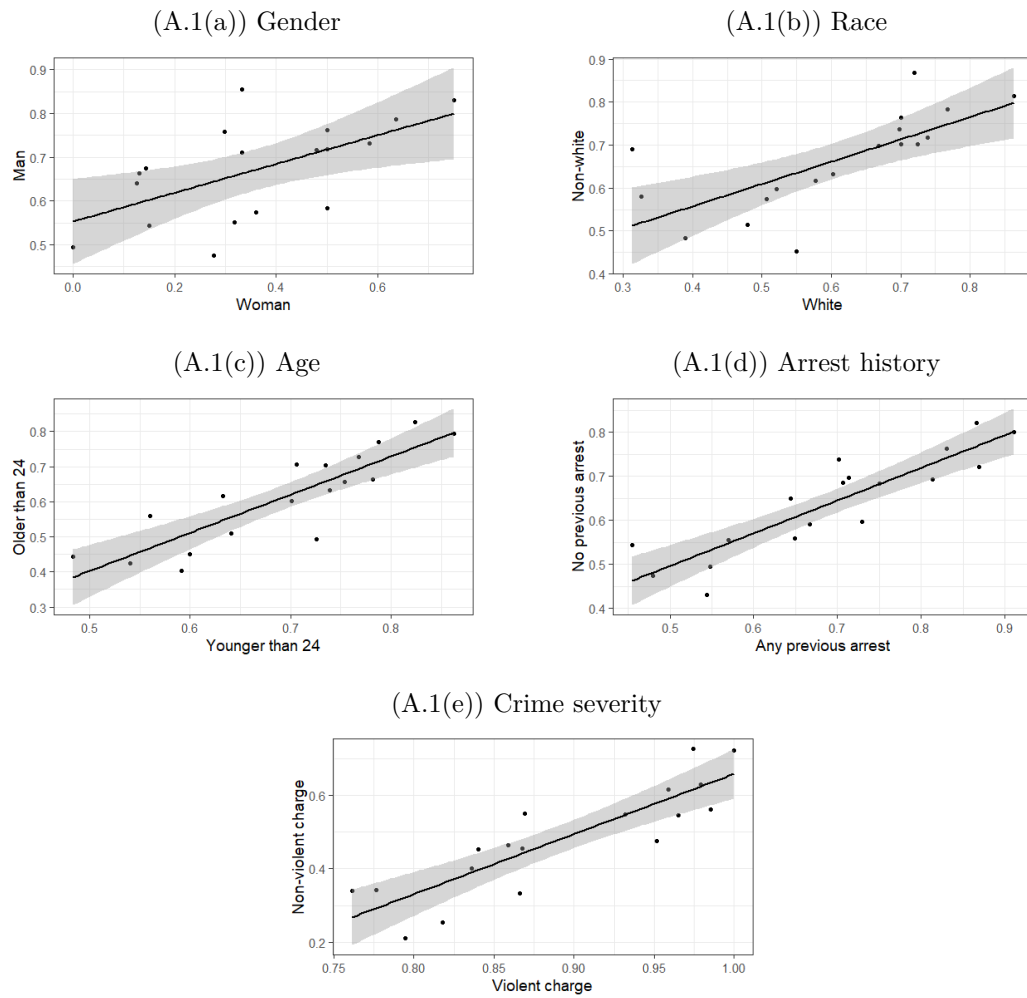 (A.1(a)) Gender
0.9
0.8
0.7
0.6
0.5
Man
0.0 0.2 0.4 0.6
Woman
(A.1(b)) Race
0.9
0.8
0.7
0.6
0.5
0.4
Non-white
0.3 0.4 0.5 0.6 0.7 0.8
White
(A.1(c)) Age
0.8
0.7
0.6
0.5
0.4
0.3
Older than 24
0.5 0.6 0.7 0.8
Younger than 24
(A.1(d)) Arrest history
0.8
0.7
0.6
0.5
0.4
No previous arrest
0.5 0.6 0.7 0.8 0.9
Any previous arrest
(A.1(e)) Crime severity
0.6
0.4
0.2
Non-violent charge
0.75 0.80 0.85 0.90 0.95 1.00
Violent charge